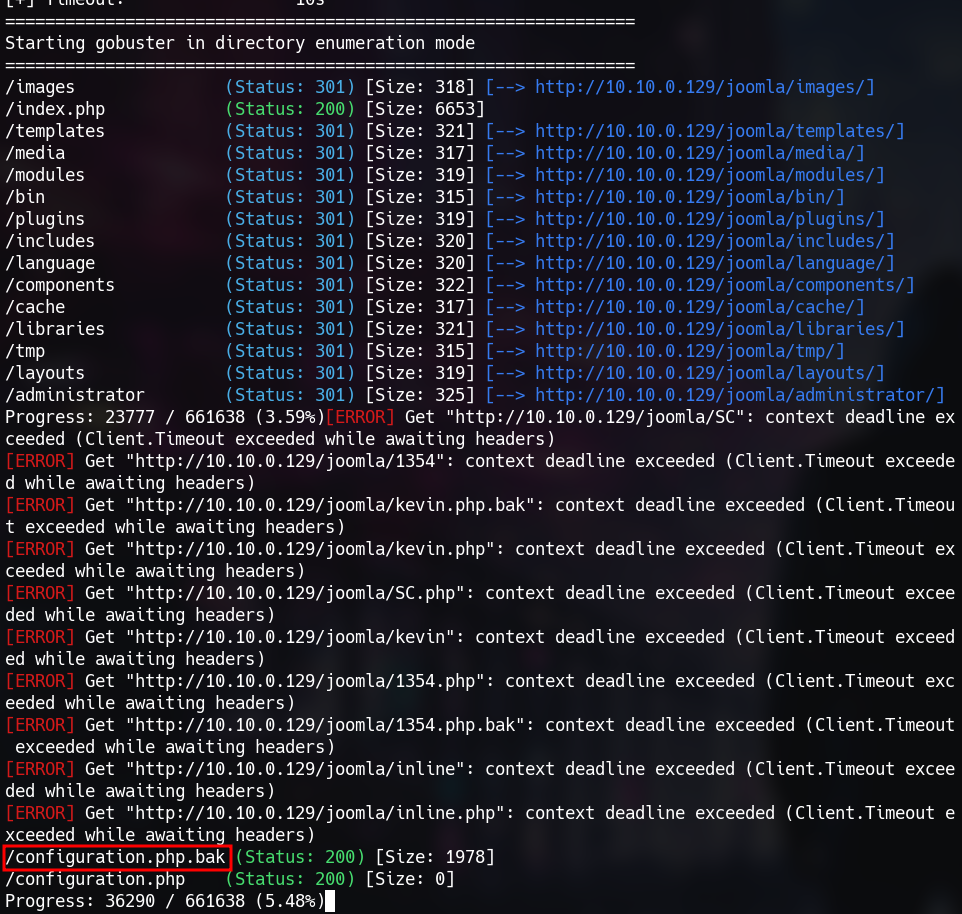 [+] Timeout:                 10s
===============================================================
Starting gobuster in directory enumeration mode
===============================================================
/images               (Status: 301) [Size: 318] [--> http://10.10.0.129/joomla/images/]
/index.php            (Status: 200) [Size: 6653]
/templates            (Status: 301) [Size: 321] [--> http://10.10.0.129/joomla/templates/]
/media                (Status: 301) [Size: 317] [--> http://10.10.0.129/joomla/media/]
/modules              (Status: 301) [Size: 319] [--> http://10.10.0.129/joomla/modules/]
/bin                  (Status: 301) [Size: 315] [--> http://10.10.0.129/joomla/bin/]
/plugins              (Status: 301) [Size: 319] [--> http://10.10.0.129/joomla/plugins/]
/includes             (Status: 301) [Size: 320] [--> http://10.10.0.129/joomla/includes/]
/language             (Status: 301) [Size: 320] [--> http://10.10.0.129/joomla/language/]
/components           (Status: 301) [Size: 322] [--> http://10.10.0.129/joomla/components/]
/cache                (Status: 301) [Size: 317] [--> http://10.10.0.129/joomla/cache/]
/libraries            (Status: 301) [Size: 321] [--> http://10.10.0.129/joomla/libraries/]
/tmp                  (Status: 301) [Size: 315] [--> http://10.10.0.129/joomla/tmp/]
/layouts              (Status: 301) [Size: 319] [--> http://10.10.0.129/joomla/layouts/]
/administrator        (Status: 301) [Size: 325] [--> http://10.10.0.129/joomla/administrator/]
Progress: 23777 / 661638 (3.59%)[ERROR] Get "http://10.10.0.129/joomla/SC": context deadline ex
ceeded (Client.Timeout exceeded while awaiting headers)
[ERROR] Get "http://10.10.0.129/joomla/1354": context deadline exceeded (Client.Timeout exceede
d while awaiting headers)
[ERROR] Get "http://10.10.0.129/joomla/kevin.php.bak": context deadline exceeded (Client.Timeou
t exceeded while awaiting headers)
[ERROR] Get "http://10.10.0.129/joomla/kevin.php": context deadline exceeded (Client.Timeout ex
ceeded while awaiting headers)
[ERROR] Get "http://10.10.0.129/joomla/SC.php": context deadline exceeded (Client.Timeout excee
ded while awaiting headers)
[ERROR] Get "http://10.10.0.129/joomla/kevin": context deadline exceeded (Client.Timeout exceed
ed while awaiting headers)
[ERROR] Get "http://10.10.0.129/joomla/1354.php": context deadline exceeded (Client.Timeout exc
eeded while awaiting headers)
[ERROR] Get "http://10.10.0.129/joomla/1354.php.bak": context deadline exceeded (Client.Timeout
 exceeded while awaiting headers)
[ERROR] Get "http://10.10.0.129/joomla/inline": context deadline exceeded (Client.Timeout excee
ded while awaiting headers)
[ERROR] Get "http://10.10.0.129/joomla/inline.php": context deadline exceeded (Client.Timeout e
xceeded while awaiting headers)
/configuration.php.bak (Status: 200) [Size: 1978]
/configuration.php    (Status: 200) [Size: 0]
Progress: 36290 / 661638 (5.48%)